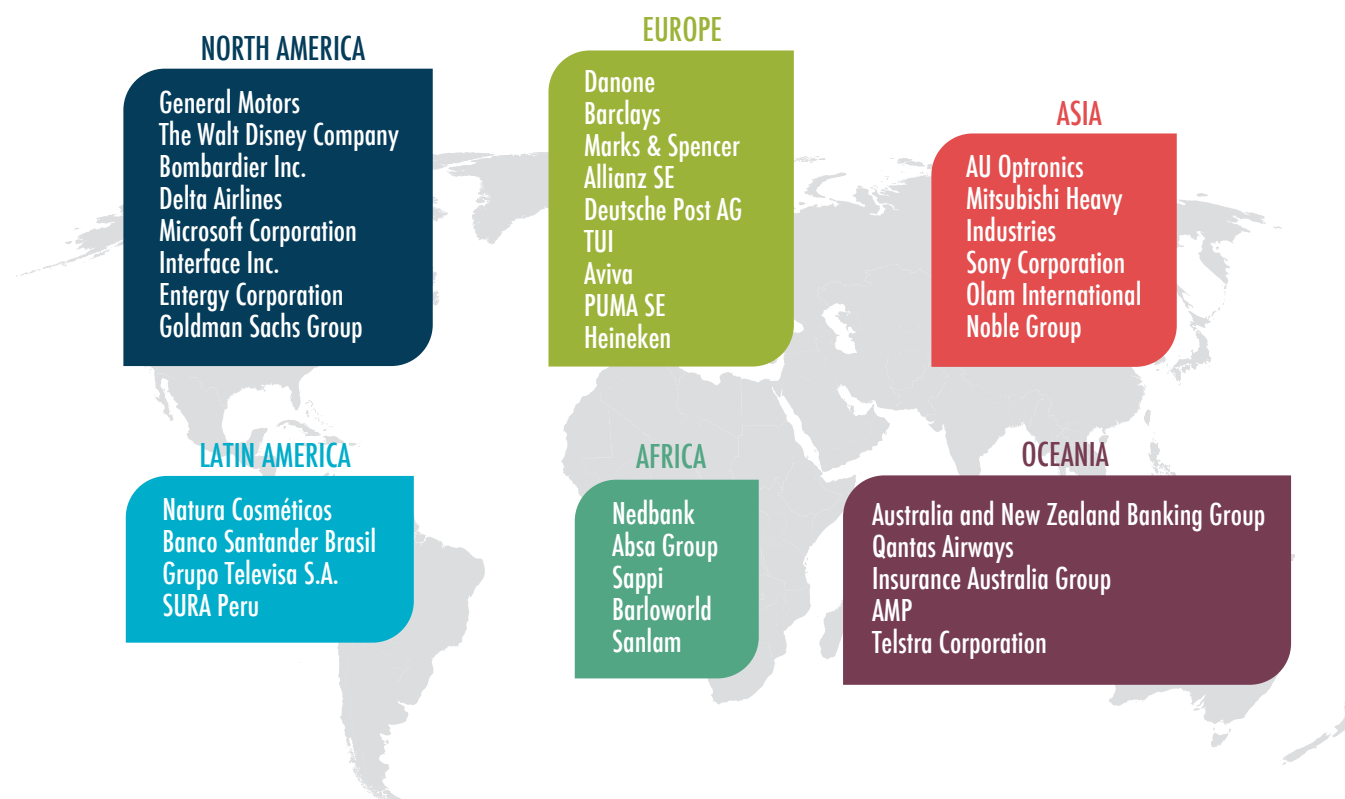 NORTH AMERICA
General Motors
The Walt Disney Company
Bombardier Inc.
Delta Airlines
Microsoft Corporation
Interface Inc.
Entergy Corporation
Goldman Sachs Group
EUROPE
Danone
Barclays
Marks & Spencer
Allianz SE
Deutsche Post AG
TUI
Aviva
PUMA SE
Heineken
ASIA
AU Optronics
Mitsubishi Heavy
Industries
Sony Corporation
Olam International
Noble Group
LATIN AMERICA
Natura Cosméticos
Banco Santander Brasil
Grupo Televisa S.A.
SURA Peru
AFRICA
Nedbank
Absa Group
Sappi
Barloworld
Sanlam
OCEANIA
Australia and New Zealand Banking Group
Qantas Airways
Insurance Australia Group
AMP
Telstra Corporation